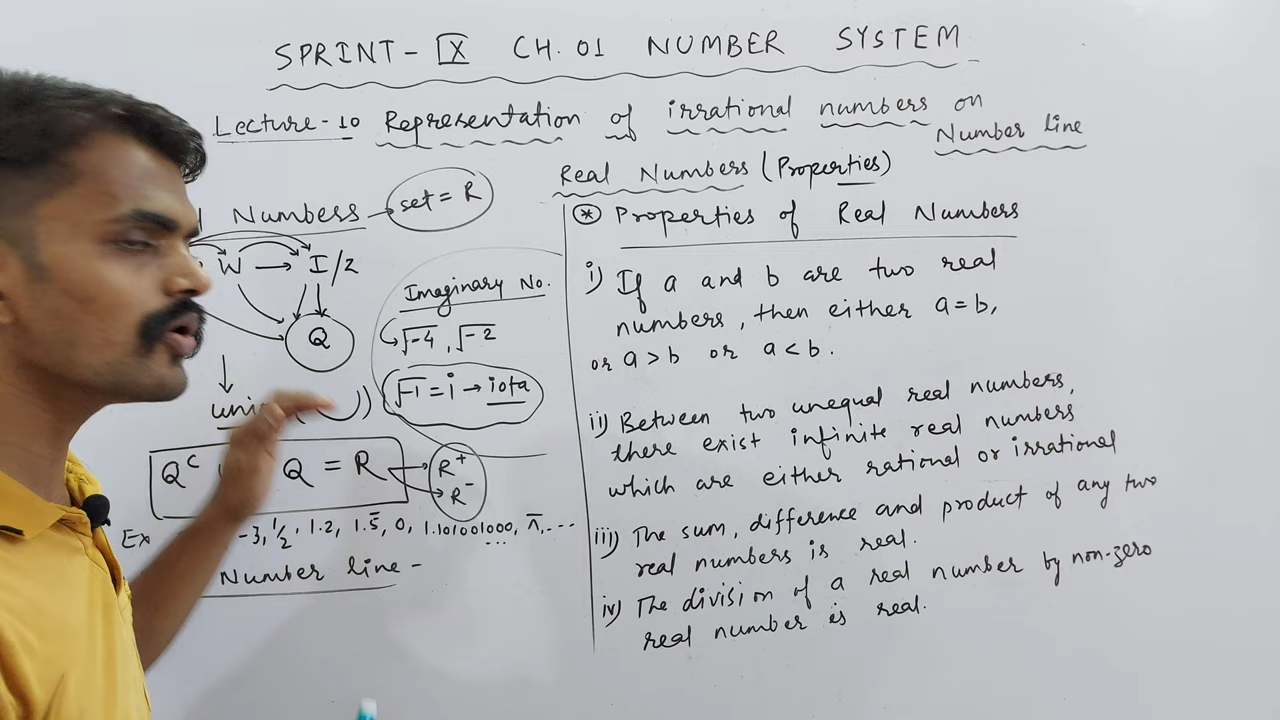 SPRINT-IX CH.01 NUMBER SYSTEM
Lecture-10 Representation of irrational numbers on
Number line
Real Numbers (Properties)
Numbers → set = R
W → I/Z
Q
Imaginary No.
√-4, √-2
√-1 = i → iota
Q^C Q = R
R+
R-
Ex -3, 1/2, 1.2, 1.5̄, 0, 1.101001000..., π, ...
Number line -
* Properties of Real Numbers
i) If a and b are two real
numbers, then either a=b,
or a>b or a<b.
ii) Between two unequal real numbers,
there exist infinite real numbers
which are either rational or irrational
iii) The sum, difference and product of any two
real numbers is real.
iv) The division of a real number by non-zero
real number is real.